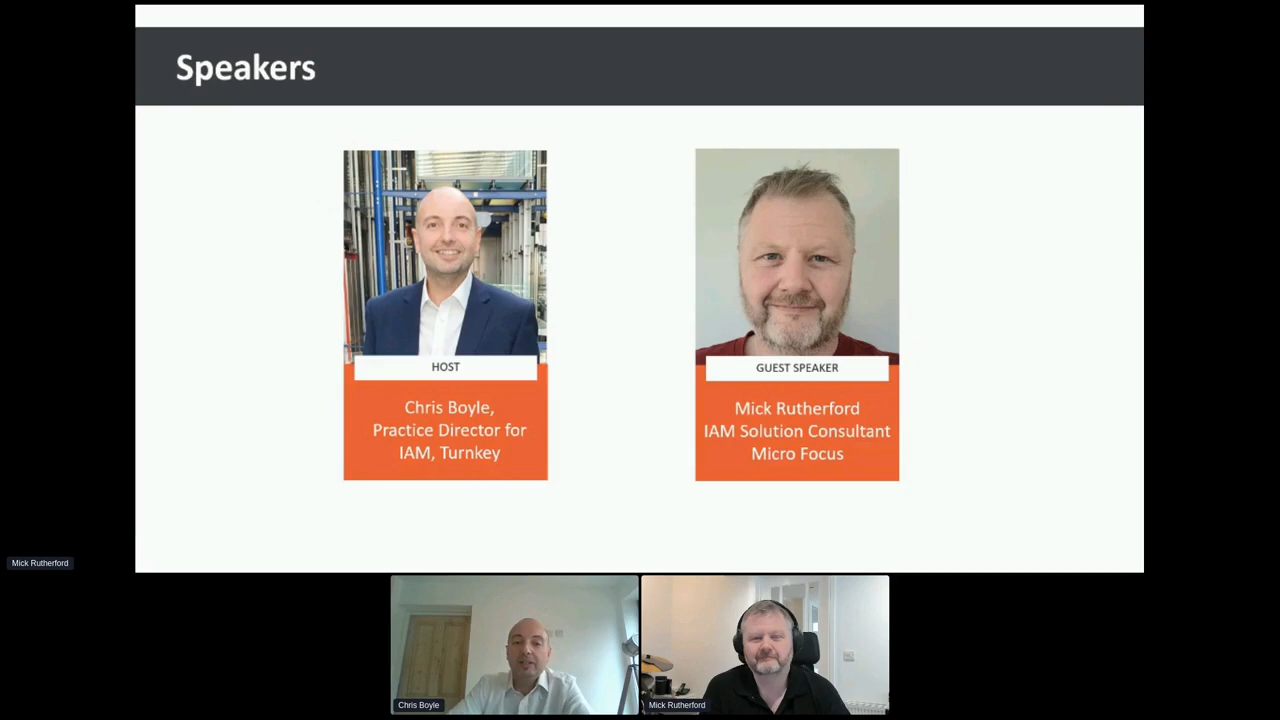 Speakers
HOST
Chris Boyle,
Practice Director for
IAM, Turnkey
GUEST SPEAKER
Mick Rutherford
IAM Solution Consultant
Micro Focus
Mick Rutherford
Chris Boyle
Mick Rutherford